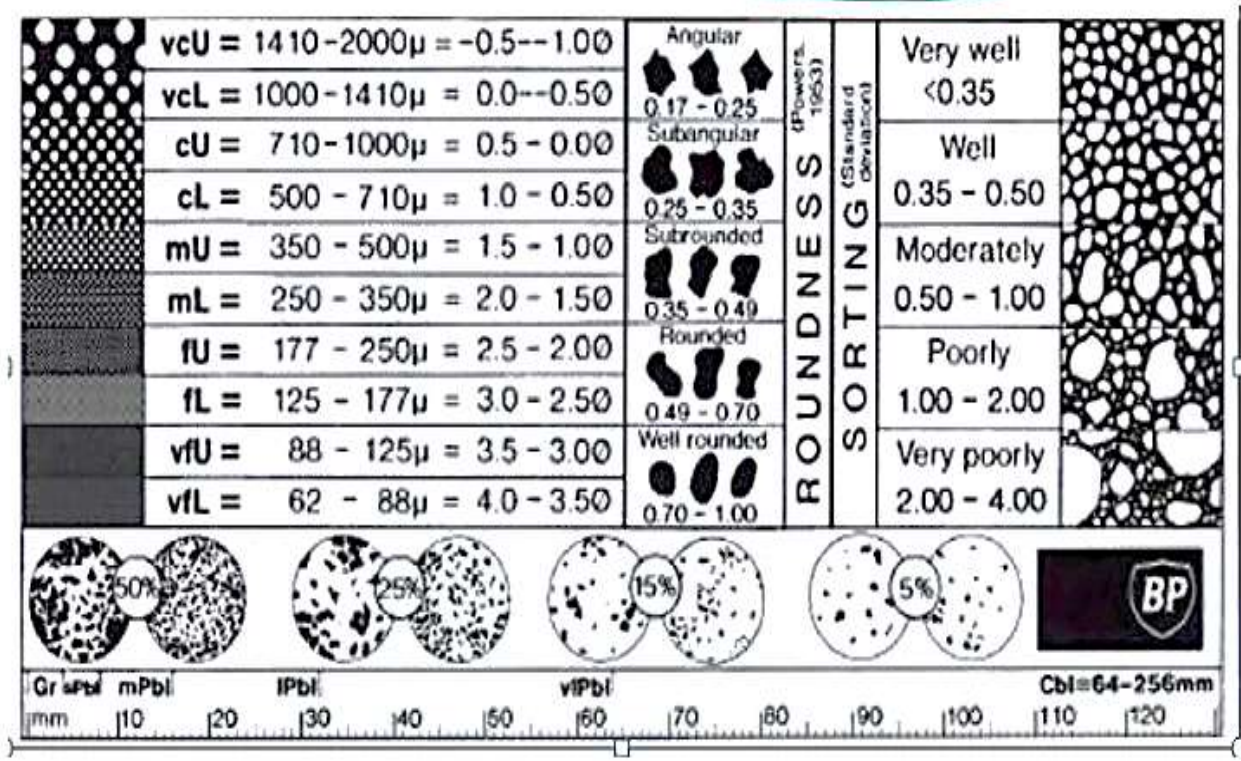 vcU = 1410-2000µ = -0.5--1.00
vcL = 1000-1410µ = 0.0--0.50
cU = 710-1000µ = 0.5 - 0.00
cL = 500 - 710µ = 1.0 - 0.50
mU = 350 - 500µ = 1.5 - 1.00
mL = 250 - 350µ = 2.0 - 1.50
fU = 177 - 250µ = 2.5 - 2.00
fL = 125 - 177µ = 3.0 - 2.50
vfU = 88 - 125µ = 3.5 - 3.00
vfL = 62 - 88µ = 4.0 - 3.50
Angular
0.17 - 0.25
Subangular
0.25 - 0.35
Subrounded
0.35 - 0.49
Rounded
0.49 - 0.70
Well rounded
0.70 - 1.00
ROUNDNESS (Powers, 1953)
SORTING (Standard deviation)
Very well
<0.35
Well
0.35 - 0.50
Moderately
0.50 - 1.00
Poorly
1.00 - 2.00
Very poorly
2.00 - 4.00
50% 25% 15% 5% BP
Gr sPbl mPbl lPbl vlPbl Cbl=64-256mm
mm 10 20 30 40 50 60 70 80 90 100 110 120